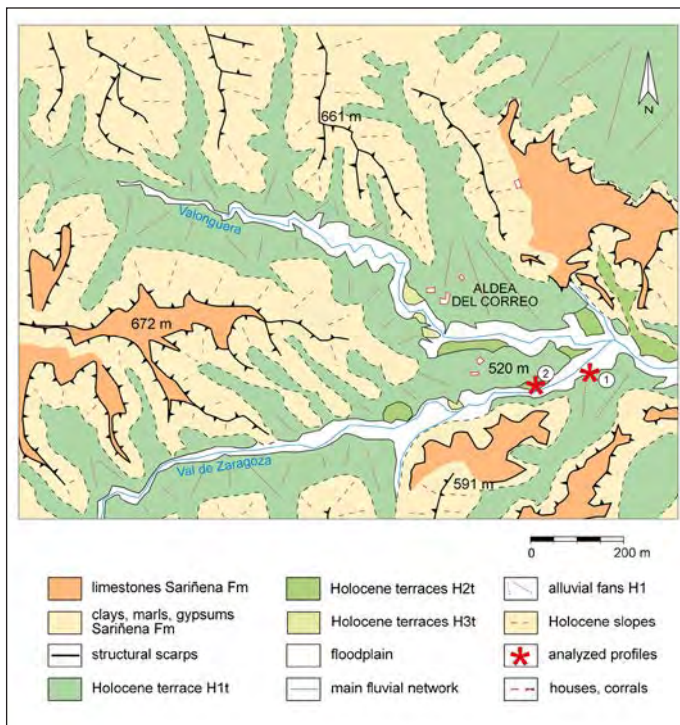 661 m
N
Valonguera
ALDEA
DEL CORREO
672 m
520 m
2
1
Val de Zaragoza
591 m
0 200 m
limestones Sariñena Fm
clays, marls, gypsums
Sariñena Fm
structural scarps
Holocene terrace H1t
Holocene terraces H2t
Holocene terraces H3t
floodplain
main fluvial network
alluvial fans H1
Holocene slopes
analyzed profiles
houses, corrals